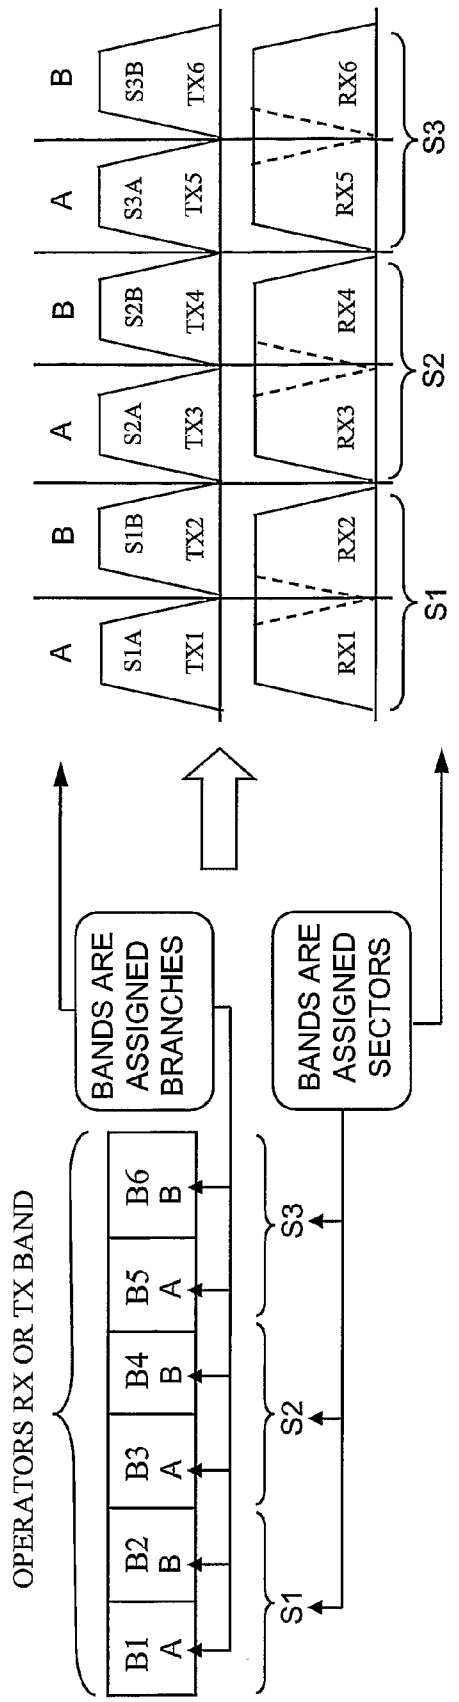 OPERATORS RX OR TX BAND
B1 B2 B3 B4 B5 B6
A B A B A B
S1 S2 S3
BANDS ARE
ASSIGNED
BRANCHES
BANDS ARE
ASSIGNED
SECTORS
A B A B A B
S1A S1B S2A S2B S3A S3B
TX1 TX2 TX3 TX4 TX5 TX6
RX1 RX2 RX3 RX4 RX5 RX6
S1 S2 S3